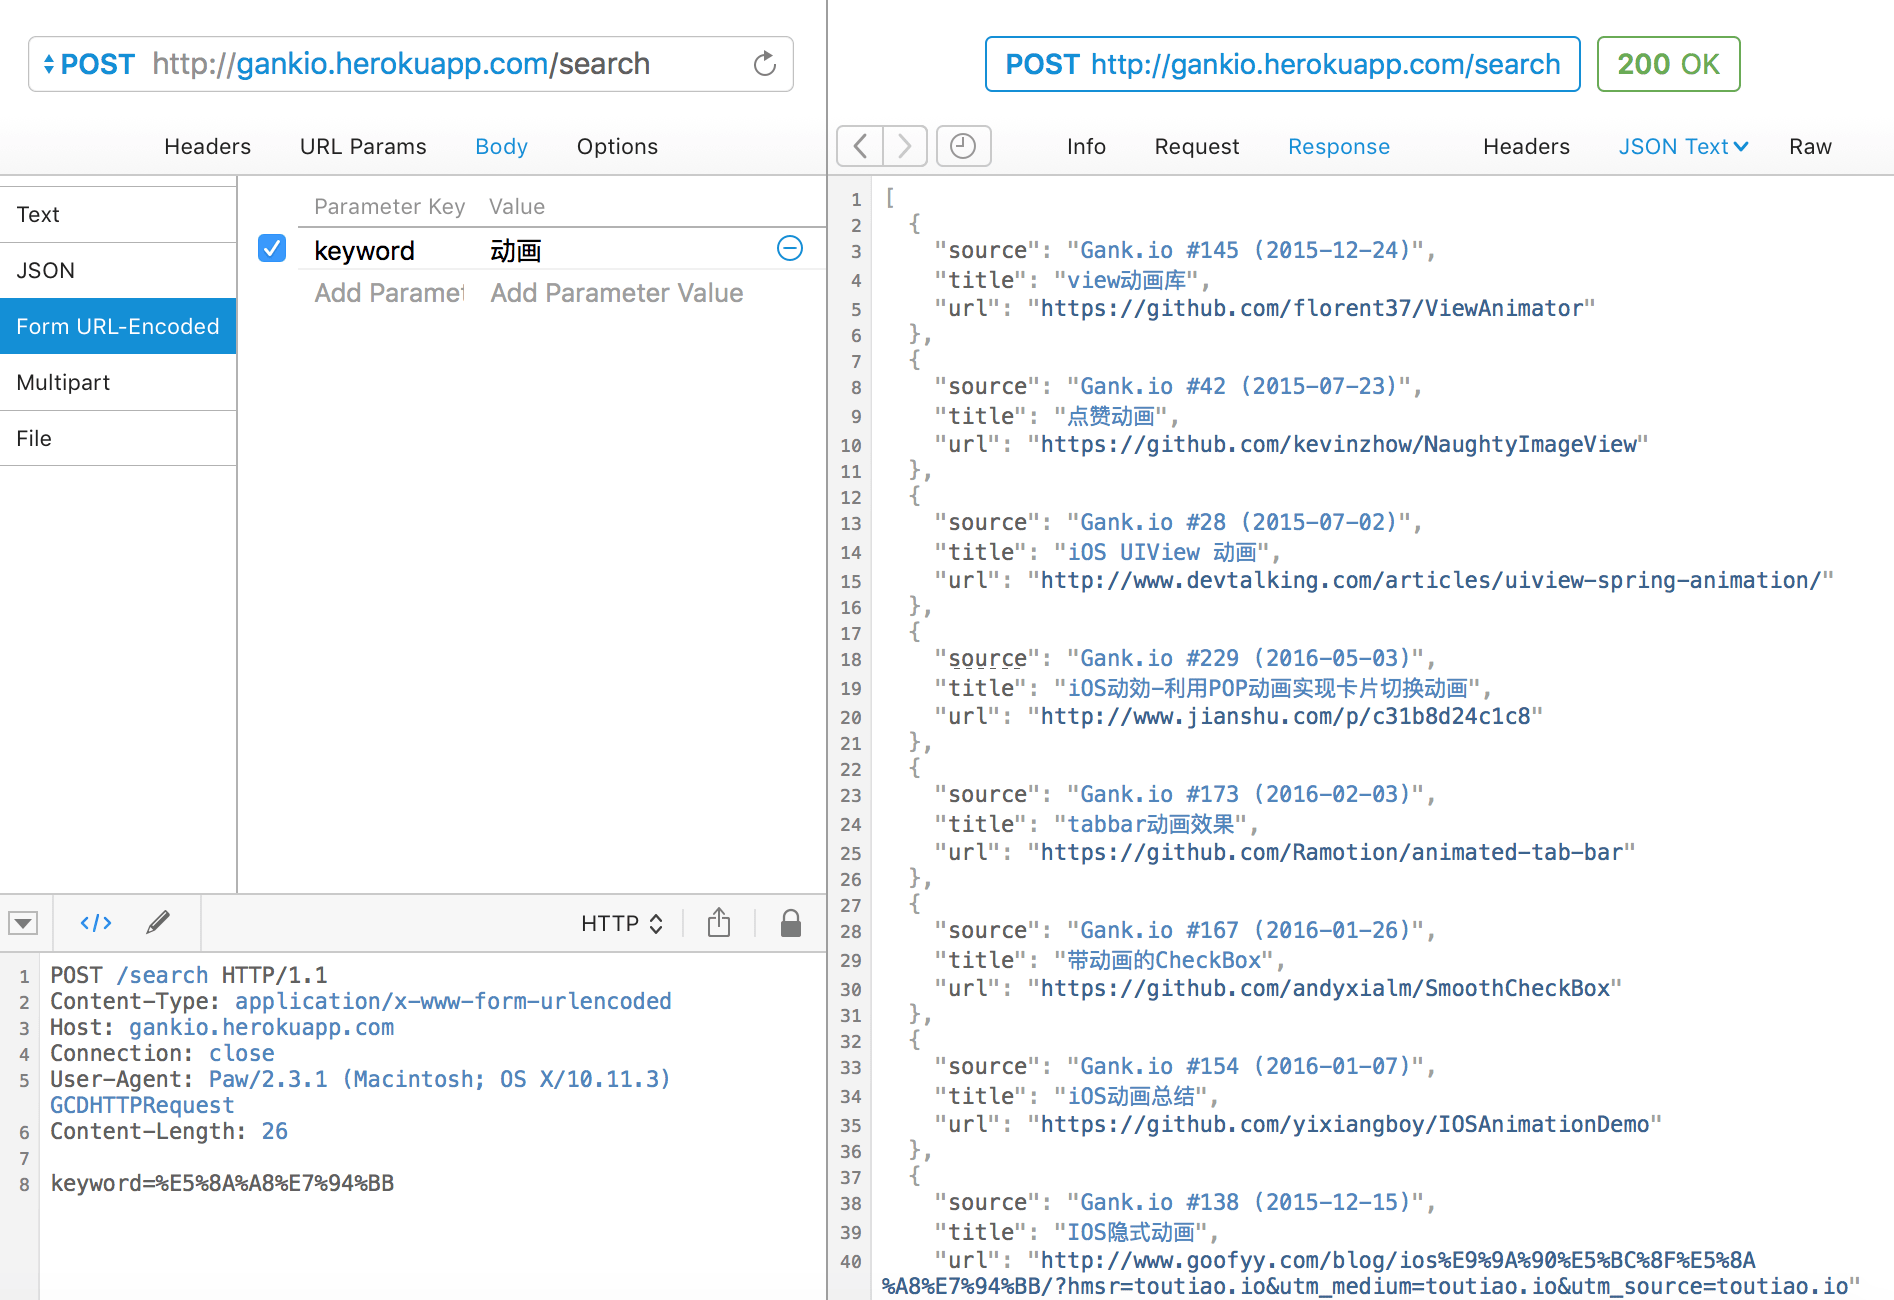 POST http://gankio.herokuapp.com/search
Headers URL Params Body Options
Text
JSON
Form URL-Encoded
Multipart
File
Parameter Key Value
keyword 动画
Add Paramet Add Parameter Value
</> HTTP
1 POST /search HTTP/1.1
2 Content-Type: application/x-www-form-urlencoded
3 Host: gankio.herokuapp.com
4 Connection: close
5 User-Agent: Paw/2.3.1 (Macintosh; OS X/10.11.3)
GCDHTTPRequest
6 Content-Length: 26
7
8 keyword=%E5%8A%A8%E7%94%BB
POST http://gankio.herokuapp.com/search 200 OK
Info Request Response Headers JSON Text Raw
1 [
2 {
3 "source": "Gank.io #145 (2015-12-24)",
4 "title": "view动画库",
5 "url": "https://github.com/florent37/ViewAnimator"
6 },
7 {
8 "source": "Gank.io #42 (2015-07-23)",
9 "title": "点赞动画",
10 "url": "https://github.com/kevinzhow/NaughtyImageView"
11 },
12 {
13 "source": "Gank.io #28 (2015-07-02)",
14 "title": "iOS UIView 动画",
15 "url": "http://www.devtalking.com/articles/uiview-spring-animation/"
16 },
17 {
18 "source": "Gank.io #229 (2016-05-03)",
19 "title": "iOS动効-利用POP动画实现卡片切换动画",
20 "url": "http://www.jianshu.com/p/c31b8d24c1c8"
21 },
22 {
23 "source": "Gank.io #173 (2016-02-03)",
24 "title": "tabbar动画效果",
25 "url": "https://github.com/Ramotion/animated-tab-bar"
26 },
27 {
28 "source": "Gank.io #167 (2016-01-26)",
29 "title": "带动画的CheckBox",
30 "url": "https://github.com/andyxialm/SmoothCheckBox"
31 },
32 {
33 "source": "Gank.io #154 (2016-01-07)",
34 "title": "iOS动画总结",
35 "url": "https://github.com/yixiangboy/IOSAnimationDemo"
36 },
37 {
38 "source": "Gank.io #138 (2015-12-15)",
39 "title": "IOS隐式动画",
40 "url": "http://www.goofyy.com/blog/ios%E9%9A%90%E5%BC%8F%E5%8A
%A8%E7%94%BB/?hmsr=toutiao.io&utm_medium=toutiao.io&utm_source=toutiao.io"